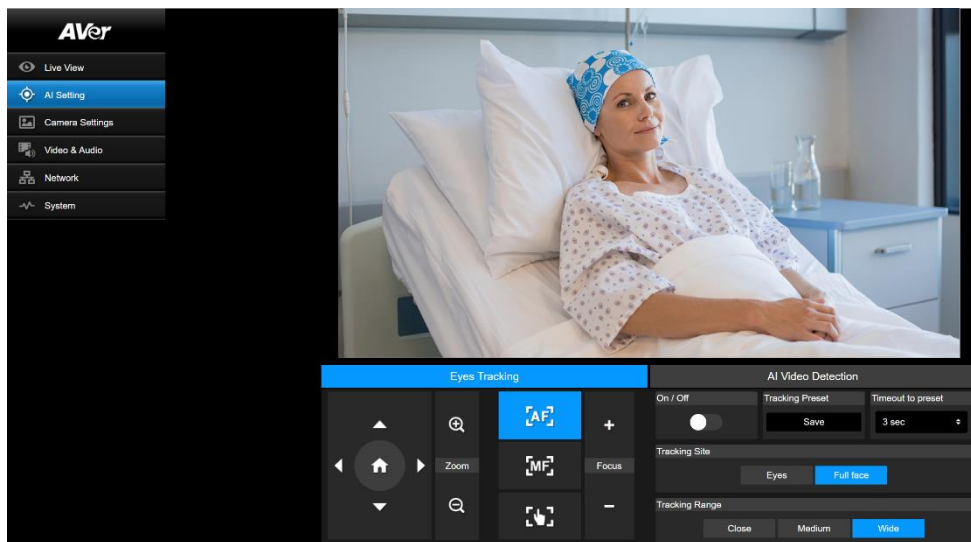 AVer
Live View
AI Setting
Camera Settings
Video & Audio
Network
System
Eyes Tracking
AI Video Detection
AF
MF
Zoom
Focus
On / Off
Tracking Preset
Timeout to preset
Save
3 sec
Tracking Site
Eyes
Full face
Tracking Range
Close
Medium
Wide